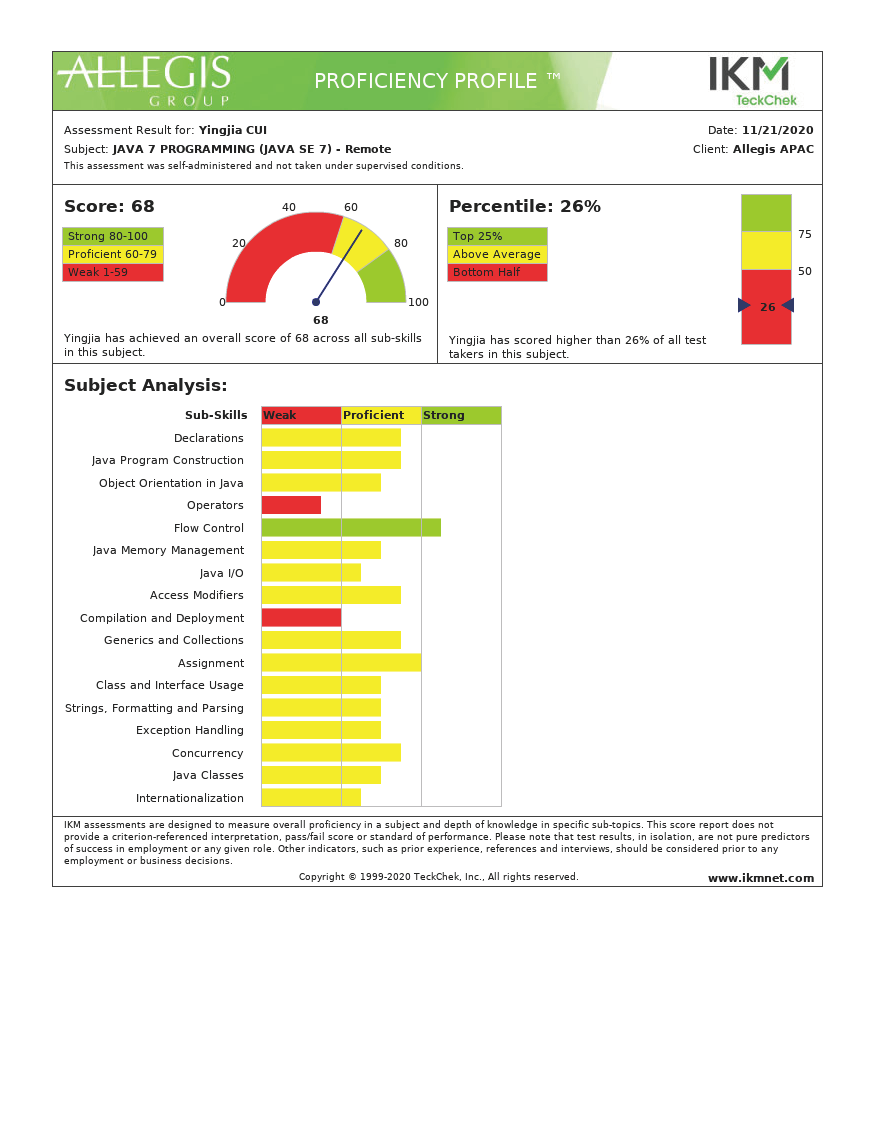 ALLEGIS
GROUP
PROFICIENCY PROFILE ™
IKM
TeckChek
Assessment Result for: Yingjia CUI
Date: 11/21/2020
Subject: JAVA 7 PROGRAMMING (JAVA SE 7) - Remote
Client: Allegis APAC
This assessment was self-administered and not taken under supervised conditions.
Score: 68
Strong 80-100
Proficient 60-79
Weak 1-59
0
20
40
60
80
100
68
Yingjia has achieved an overall score of 68 across all sub-skills
in this subject.
Percentile: 26%
Top 25%
Above Average
Bottom Half
75
50
26
Yingjia has scored higher than 26% of all test
takers in this subject.
Subject Analysis:
Sub-Skills Weak Proficient Strong
Declarations
Java Program Construction
Object Orientation in Java
Operators
Flow Control
Java Memory Management
Java I/O
Access Modifiers
Compilation and Deployment
Generics and Collections
Assignment
Class and Interface Usage
Strings, Formatting and Parsing
Exception Handling
Concurrency
Java Classes
Internationalization
IKM assessments are designed to measure overall proficiency in a subject and depth of knowledge in specific sub-topics. This score report does not
provide a criterion-referenced interpretation, pass/fail score or standard of performance. Please note that test results, in isolation, are not pure predictors
of success in employment or any given role. Other indicators, such as prior experience, references and interviews, should be considered prior to any
employment or business decisions.
Copyright © 1999-2020 TeckChek, Inc., All rights reserved.
www.ikmnet.com